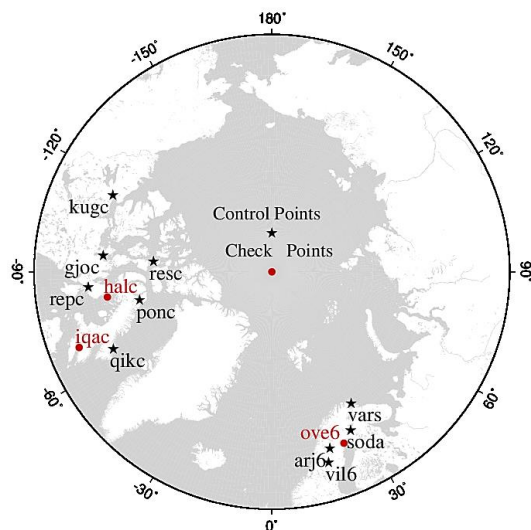 180°
-150°
150°
-120°
120°
kugc
Control Points
Check Points
gjoc
resc
-90°
90°
halc
repc
ponc
iqac
qikc
-60°
60°
vars
ove6
soda
arj6
vil6
-30°
30°
0°